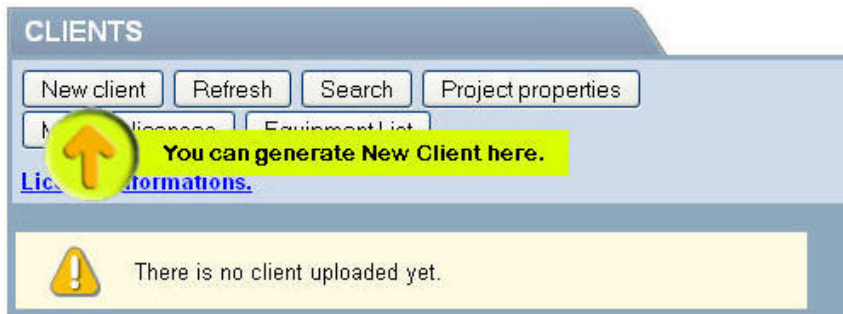 CLIENTS
New client Refresh Search Project properties
Equipment List
You can generate New Client here.
There is no client uploaded yet.